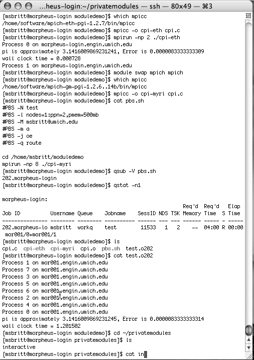 ...heus-login: ~/privatemodules — ssh — 80x49 — ⌘3
[msbritt@morpheus-login moduledemo]$ which mpicc
/home/software/mpich-eth-pgi-1.2.7/bin/mpicc
[msbritt@morpheus-login moduledemo]$ mpicc -o cpi-eth cpi.c
[msbritt@morpheus-login moduledemo]$ mpirun -np 2 ./cpi-eth
Process 0 on morpheus-login.engin.umich.edu
pi is approximately 3.1416009869231241, Error is 0.0000083333333309
wall clock time = 0.000728
Process 1 on morpheus-login.engin.umich.edu
[msbritt@morpheus-login moduledemo]$ module swap mpich mpich
[msbritt@morpheus-login moduledemo]$ which mpicc
/home/software/mpich-gm-pgi-1.2.6..14b/bin/mpicc
[msbritt@morpheus-login moduledemo]$ mpicc -o cpi-myri cpi.c
[msbritt@morpheus-login moduledemo]$ cat pbs.sh
#PBS -N test
#PBS -l nodes=1:ppn=2,pmem=500mb
#PBS -M msbritt@umich.edu
#PBS -m a
#PBS -j oe
#PBS -q route
cd /home/msbritt/moduledemo
mpirun -np 8 ./cpi-myri
[msbritt@morpheus-login moduledemo]$ qsub -V pbs.sh
202.morpheus-login
[msbritt@morpheus-login moduledemo]$ qstat -n1
morpheus-login:
Req'd Req'd Elap
Job ID Username Queue Jobname SessID NDS TSK Memory Time S Time
202.morpheus-lo msbritt workq test 11533 1 2 -- 04:00 R 00:00
mor001/0+mor001/1
[msbritt@morpheus-login moduledemo]$ ls
cpi.c cpi-eth cpi-myri cpi.o pbs.sh test.o202
[msbritt@morpheus-login moduledemo]$ cat test.o202
Process 1 on mor001.engin.umich.edu
Process 7 on mor001.engin.umich.edu
Process 3 on mor001.engin.umich.edu
Process 5 on mor001.engin.umich.edu
Process on mor001.engin.umich.edu
Process on mor001.engin.umich.edu
Process on mor001.engin.umich.edu
Process 0 on mor001.engin.umich.edu
pi is approximately 3.1416009869231245, Error is 0.0000083333333314
wall clock time = 1.201502
[msbritt@morpheus-login moduledemo]$ cd ~/privatemodules
[msbritt@morpheus-login privatemodules]$ ls
interactive
[msbritt@morpheus-login privatemodules]$ cat in